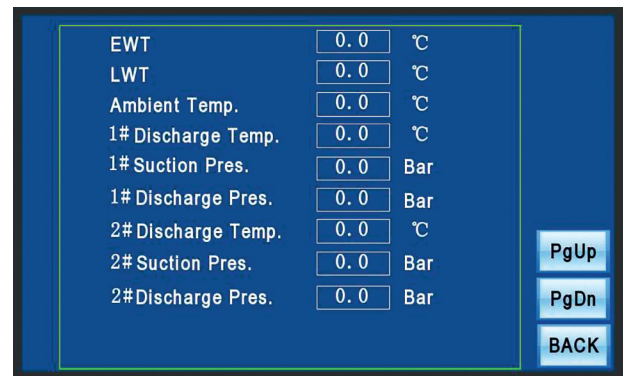 EWT 0.0 ℃
LWT 0.0 ℃
Ambient Temp. 0.0 ℃
1# Discharge Temp. 0.0 ℃
1# Suction Pres. 0.0 Bar
1# Discharge Pres. 0.0 Bar
2# Discharge Temp. 0.0 ℃
2# Suction Pres. 0.0 Bar
2# Discharge Pres. 0.0 Bar
PgUp
PgDn
BACK